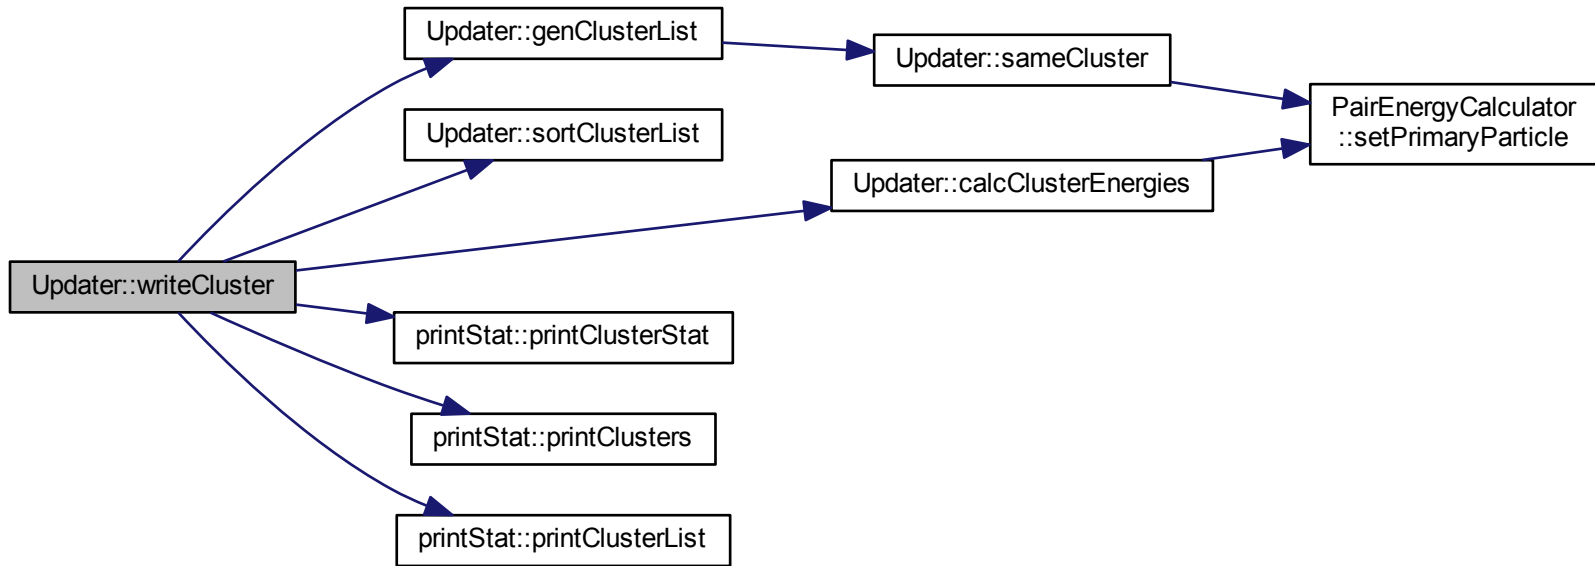 Updater::genClusterList
Updater::sameCluster
PairEnergyCalculator
::setPrimaryParticle
Updater::sortClusterList
Updater::calcClusterEnergies
Updater::writeCluster
printStat::printClusterStat
printStat::printClusters
printStat::printClusterList